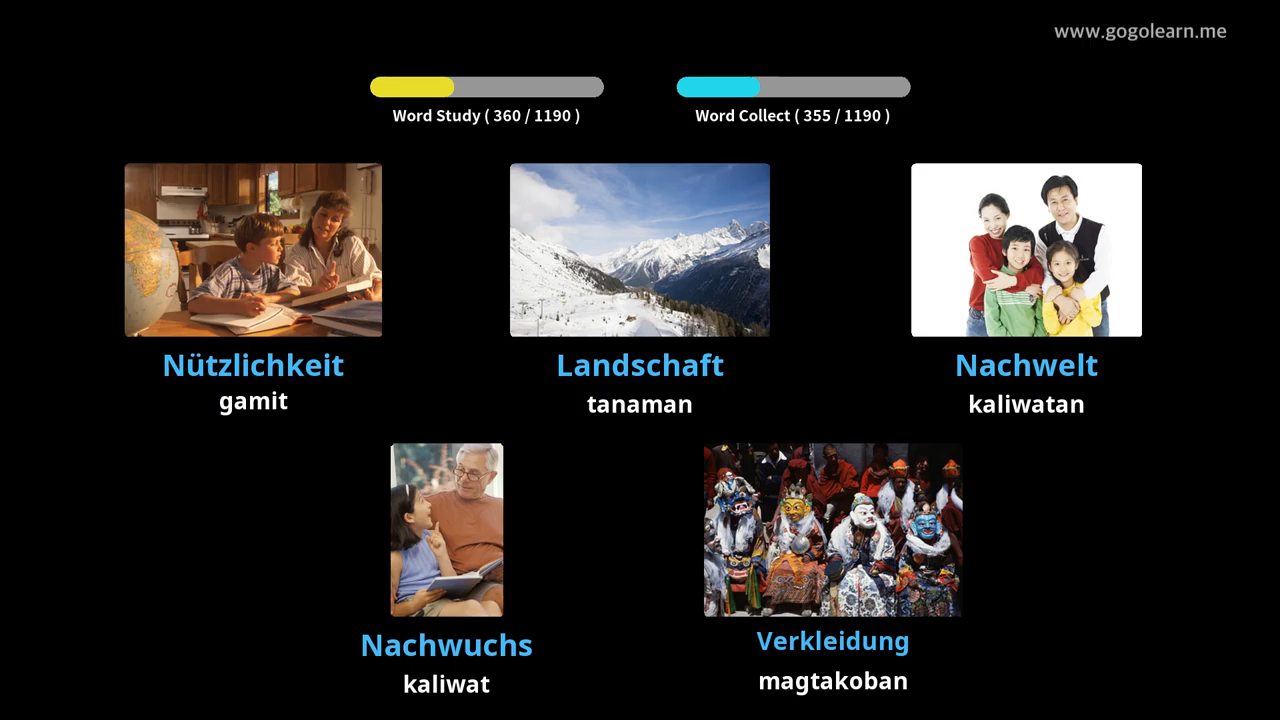 www.gogolearn.me
Word Study ( 360 / 1190 )
Word Collect ( 355 / 1190 )
Nützlichkeit
gamit
Landschaft
tanaman
Nachwelt
kaliwatan
Nachwuchs
kaliwat
Verkleidung
magtakoban